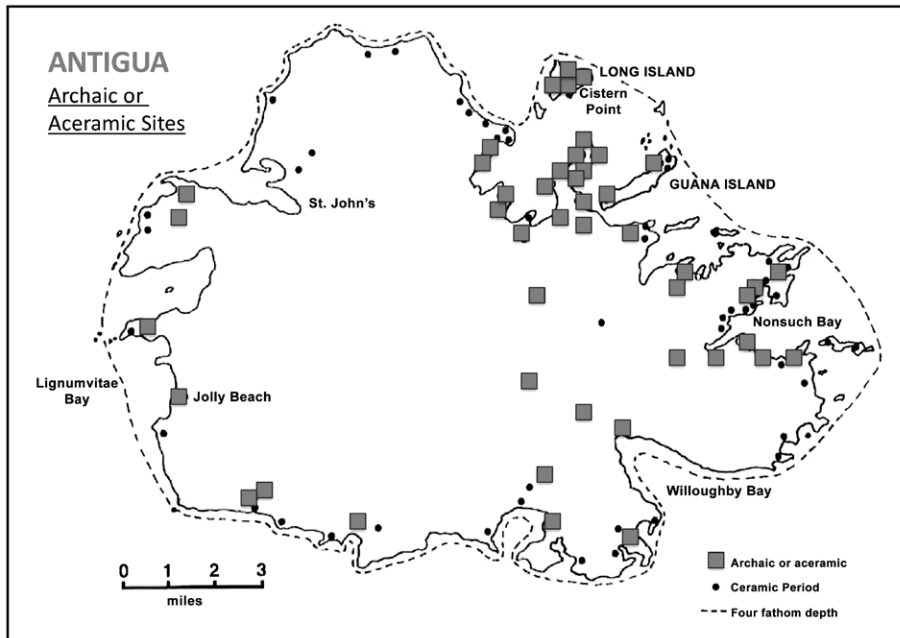 ANTIGUA
Archaic or
Aceramic Sites
LONG ISLAND
Cistern
Point
GUANA ISLAND
St. John's
Nonsuch Bay
Lignumvitae
Bay
Jolly Beach
Willoughby Bay
0 1 2 3
miles
Archaic or aceramic
Ceramic Period
Four fathom depth